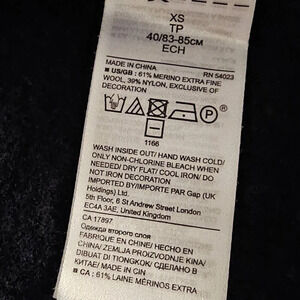 XS
TP
40/83-85см
ECH
MADE IN CHINA RN 54023
■ US/GB : 61% MERINO EXTRA FINE
WOOL, 39% NYLON, EXCLUSIVE OF
DECORATION
P
1166
WASH INSIDE OUT/ HAND WASH COLD/
ONLY NON-CHLORINE BLEACH WHEN
NEEDED/ DRY FLAT/ COOL IRON/ DO
NOT IRON DECORATION
IMPORTED BY/IMPORTE PAR Gap (UK
Holdings) Ltd.
5th Floor, 6 St Andrew Street London
EC4A 3AE, United Kingdom
CA 17897
Одежда второго слоя
FABRIQUÉ EN CHINE/ HECHO EN
CHINA/ ZEMLJA PROIZVODNJE KINA/
DIBUAT DI TIONGKOK/ СДЕЛАНО В
КИТАЕ/ MADE IN CIN
■ CA : 61% LAINE MÉRINOS EXTRA